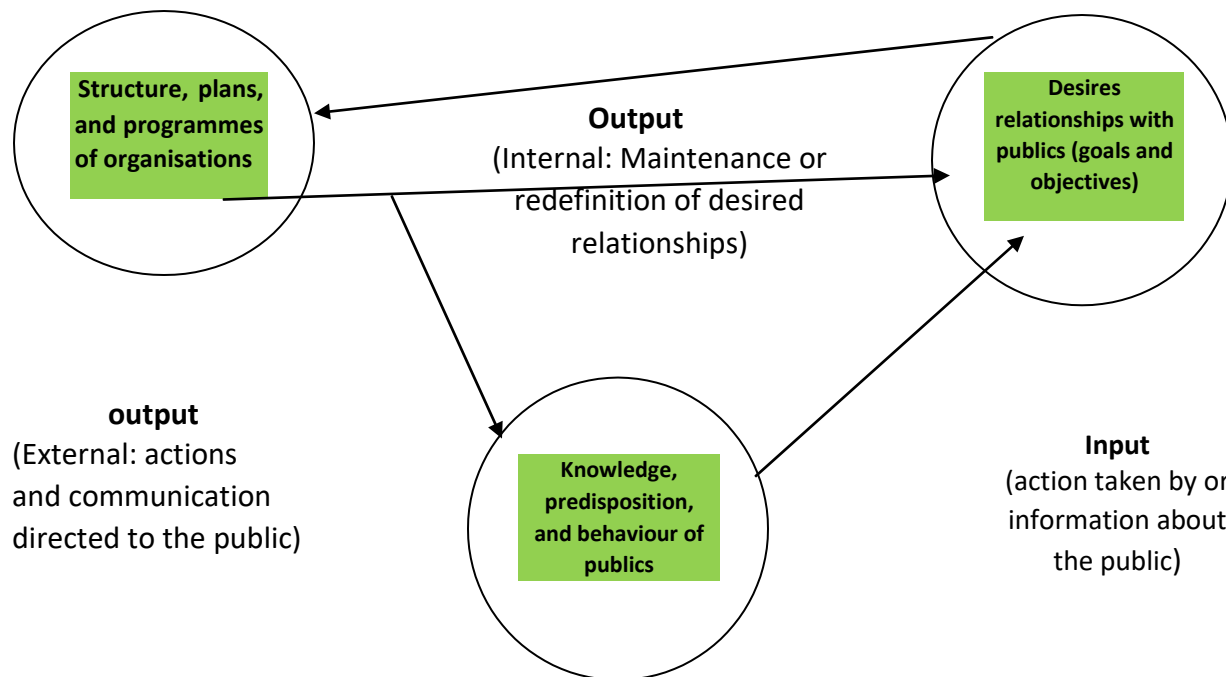 Structure, plans,
and programmes
of organisations
Output
(Internal: Maintenance or
redefinition of desired
relationships)
Desires
relationships with
publics (goals and
objectives)
output
(External: actions
and communication
directed to the public)
Knowledge,
predisposition,
and behaviour of
publics
Input
(action taken by or
information about
the public)